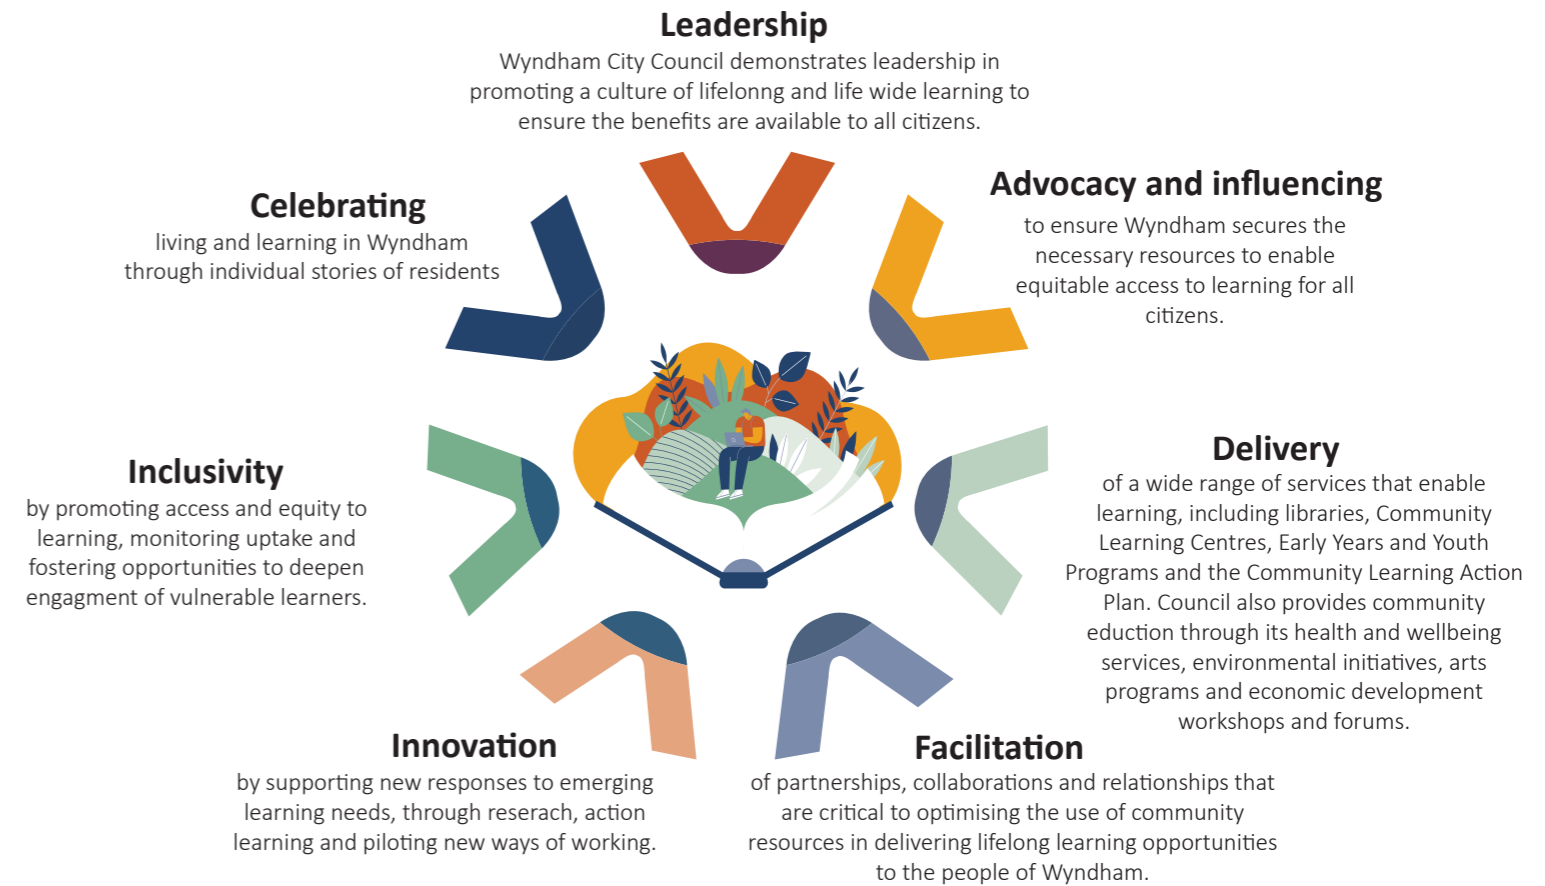 Leadership
Wyndham City Council demonstrates leadership in
promoting a culture of lifelonng and life wide learning to
ensure the benefits are available to all citizens.
Advocacy and influencing
to ensure Wyndham secures the
necessary resources to enable
equitable access to learning for all
citizens.
Delivery
of a wide range of services that enable
learning, including libraries, Community
Learning Centres, Early Years and Youth
Programs and the Community Learning Action
Plan. Council also provides community
eduction through its health and wellbeing
services, environmental initiatives, arts
programs and economic development
workshops and forums.
Facilitation
of partnerships, collaborations and relationships that
are critical to optimising the use of community
resources in delivering lifelong learning opportunities
to the people of Wyndham.
Innovation
by supporting new responses to emerging
learning needs, through reserach, action
learning and piloting new ways of working.
Inclusivity
by promoting access and equity to
learning, monitoring uptake and
fostering opportunities to deepen
engagment of vulnerable learners.
Celebrating
living and learning in Wyndham
through individual stories of residents